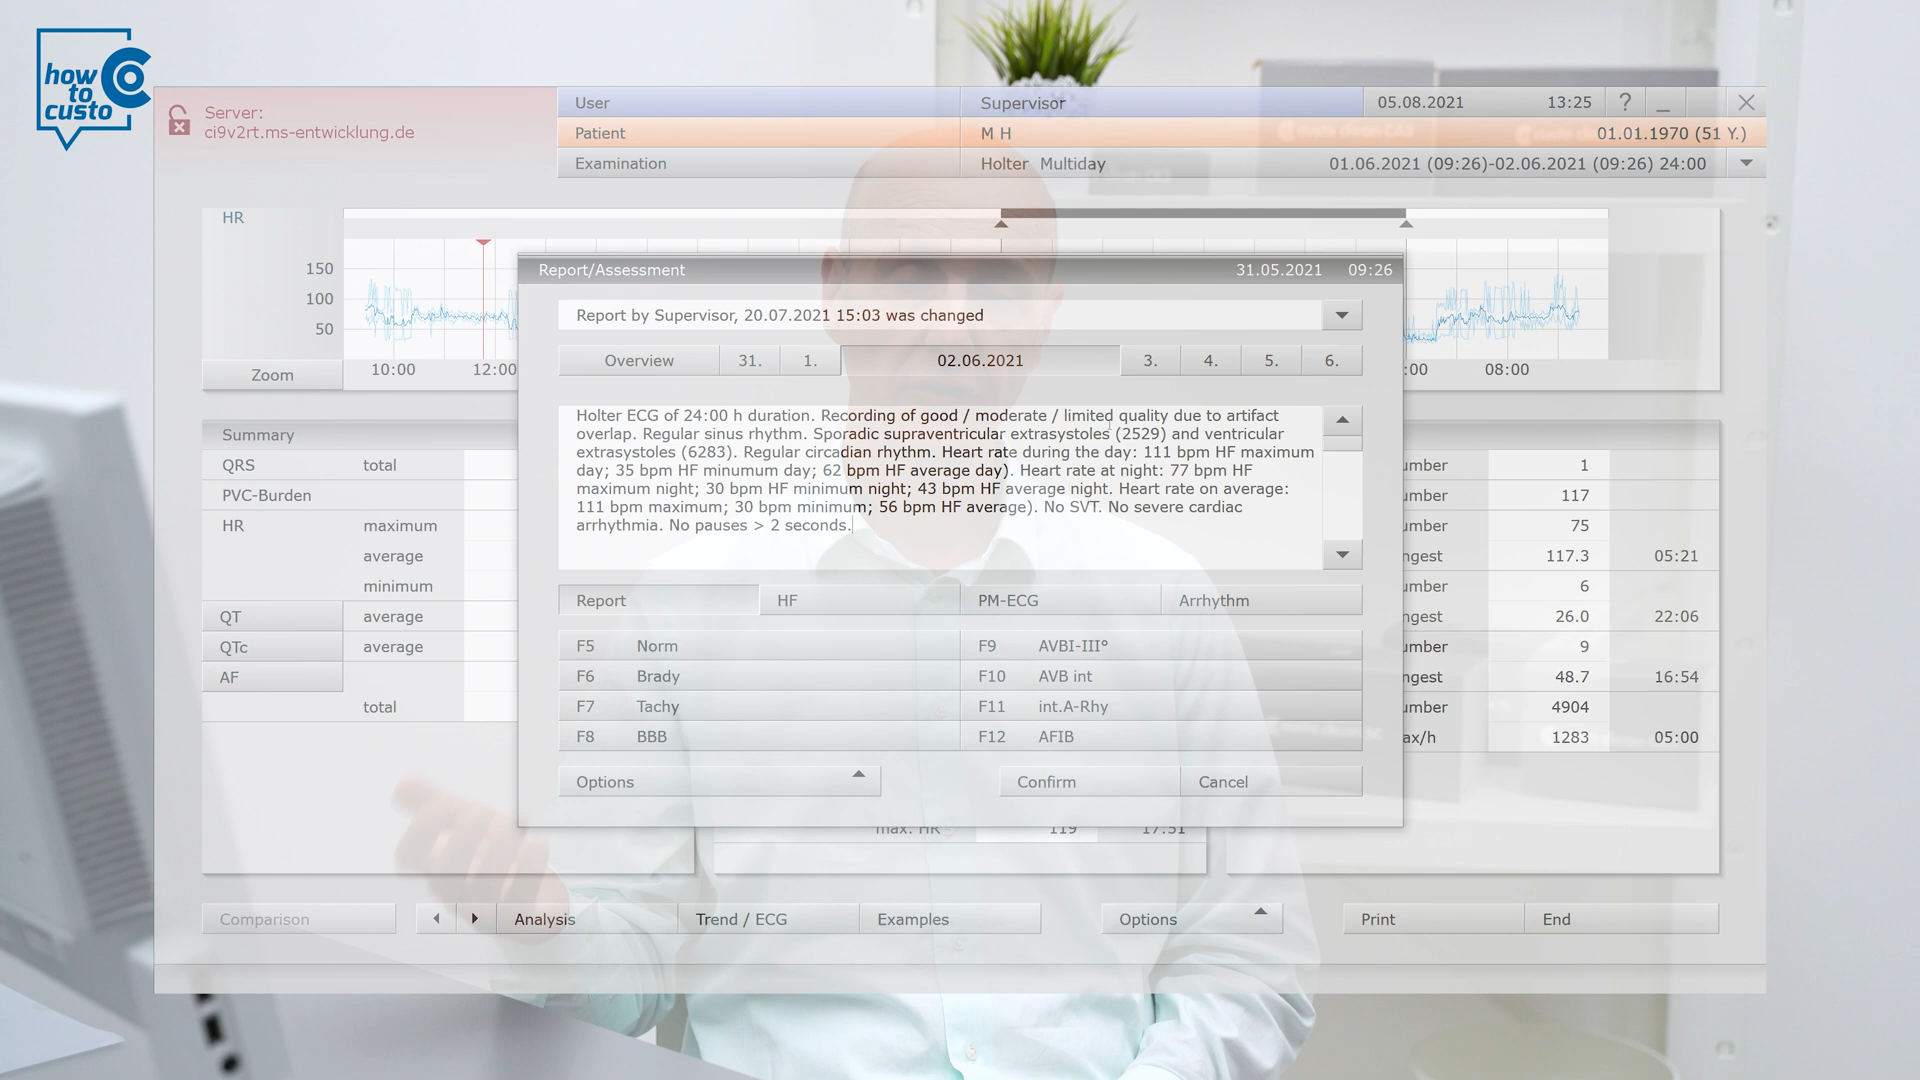 how
to
custo
Server:
ci9v2rt.ms-entwicklung.de
User Supervisor 05.08.2021 13:25 ? _
Patient M H 01.01.1970 (51 Y.)
Examination Holter Multiday 01.06.2021 (09:26)-02.06.2021 (09:26) 24:00
HR
150
100
50
10:00 12:00 :00 08:00
Zoom
Report/Assessment 31.05.2021 09:26
Report by Supervisor, 20.07.2021 15:03 was changed
Overview 31. 1. 02.06.2021 3. 4. 5. 6.
Holter ECG of 24:00 h duration. Recording of good / moderate / limited quality due to artifact
overlap. Regular sinus rhythm. Sporadic supraventricular extrasystoles (2529) and ventricular
extrasystoles (6283). Regular circadian rhythm. Heart rate during the day: 111 bpm HF maximum
day; 35 bpm HF minumum day; 62 bpm HF average day). Heart rate at night: 77 bpm HF
maximum night; 30 bpm HF minimum night; 43 bpm HF average night. Heart rate on average:
111 bpm maximum; 30 bpm minimum; 56 bpm HF average). No SVT. No severe cardiac
arrhythmia. No pauses > 2 seconds.
Report HF PM-ECG Arrhythm
F5 Norm F9 AVBI-III°
F6 Brady F10 AVB int
F7 Tachy F11 int.A-Rhy
F8 BBB F12 AFIB
Options Confirm Cancel
Summary
QRS total
PVC-Burden
HR maximum
average
minimum
QT average
QTc average
AF
total
umber 1
umber 117
umber 75
ngest 117.3 05:21
umber 6
ngest 26.0 22:06
umber 9
ngest 48.7 16:54
umber 4904
ax/h 1283 05:00
max. HR 119 17:51
Comparison Analysis Trend / ECG Examples Options Print End